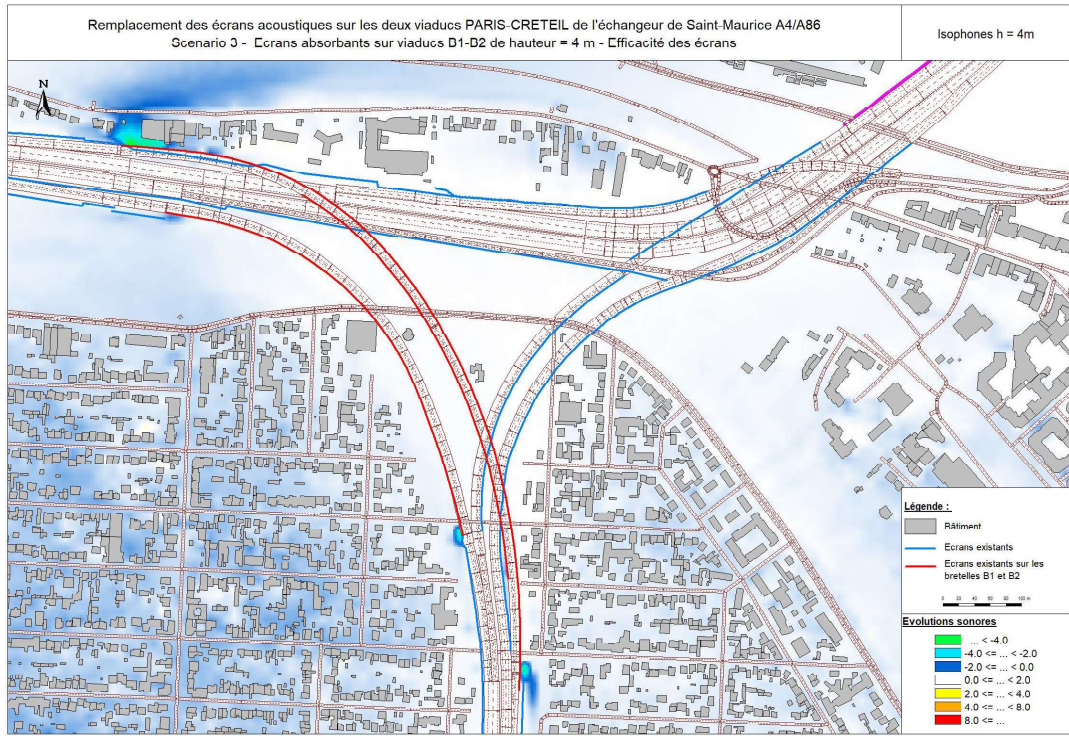 Remplacement des écrans acoustiques sur les deux viaducs PARIS-CRETEIL de l'échangeur de Saint-Maurice A4/A86
Scenario 3 - Ecrans absorbants sur viaducs B1-B2 de hauteur = 4 m - Efficacité des écrans
Isophones h = 4m
N
Légende :
Bâtiment
Ecrans existants
Ecrans existants sur les
bretelles B1 et B2
0 20 40 60 80 100 m
Evolutions sonores
... < -4.0
-4.0 <= ... < -2.0
-2.0 <= ... < 0.0
0.0 <= ... < 2.0
2.0 <= ... < 4.0
4.0 <= ... < 8.0
8.0 <= ...